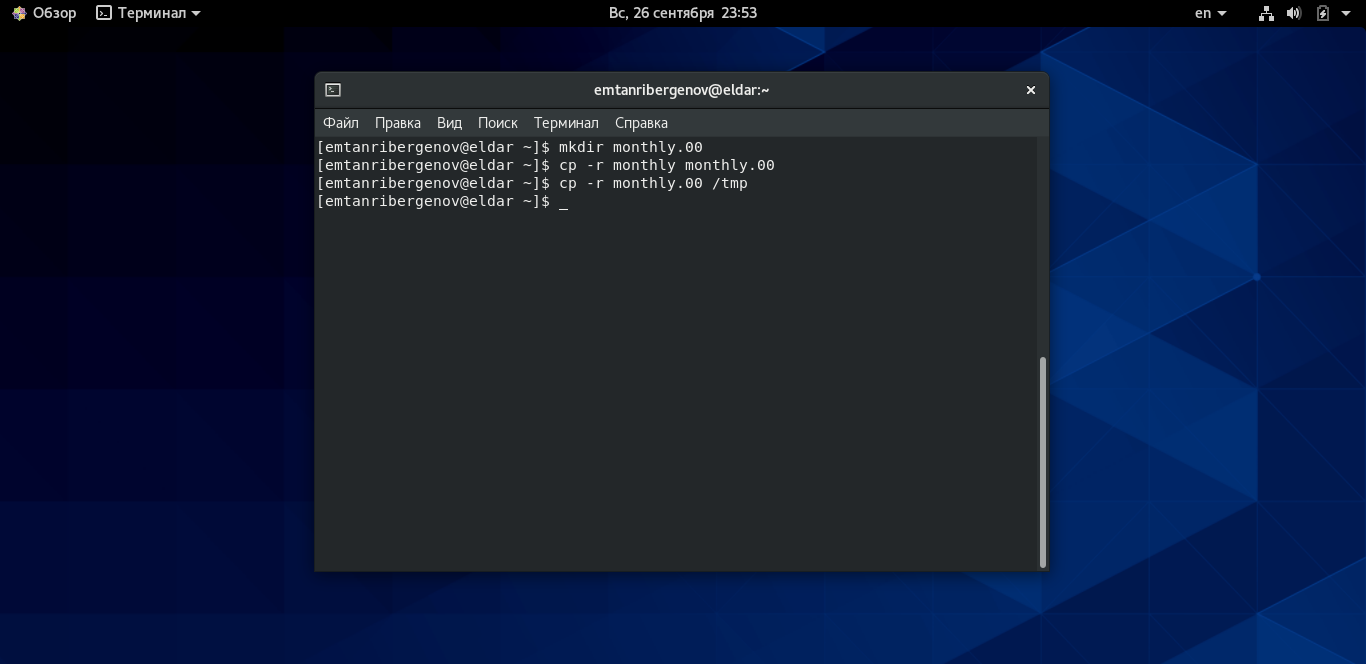 Обзор Терминал Вс, 26 сентября 23:53 en
emtanribergenov@eldar:~
Файл Правка Вид Поиск Терминал Справка
[emtanribergenov@eldar ~]$ mkdir monthly.00
[emtanribergenov@eldar ~]$ cp -r monthly monthly.00
[emtanribergenov@eldar ~]$ cp -r monthly.00 /tmp
[emtanribergenov@eldar ~]$ _